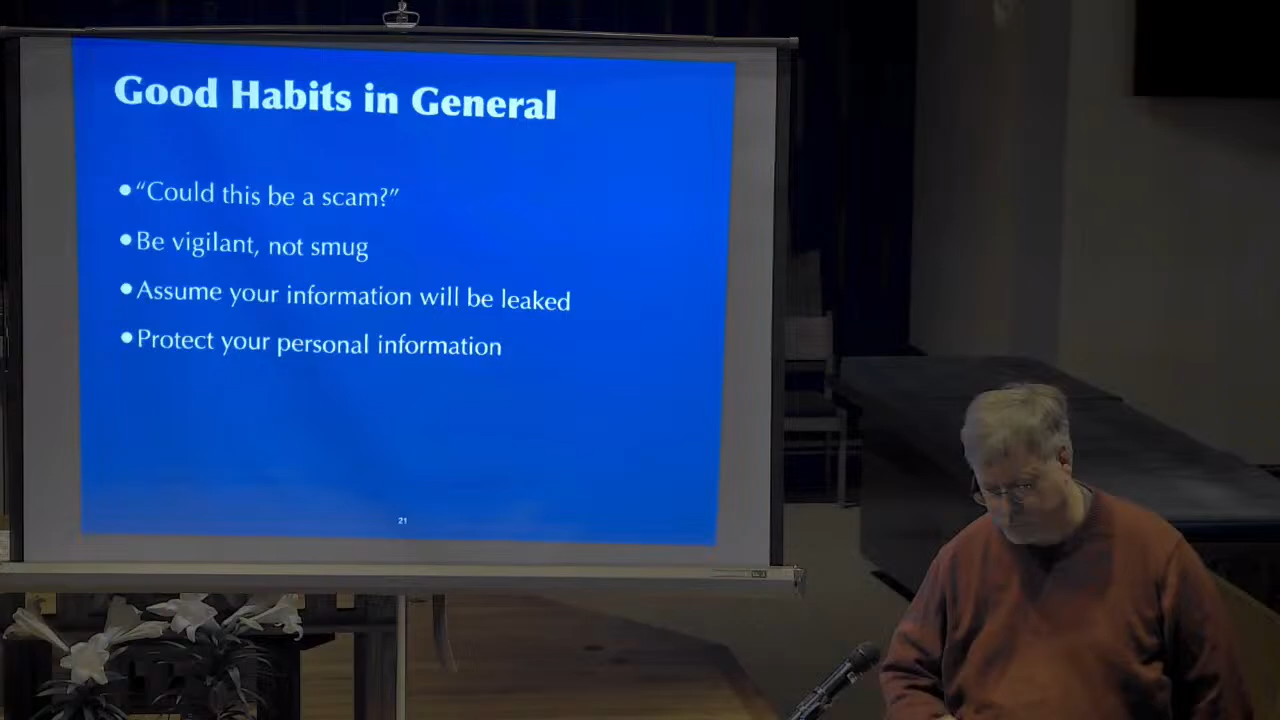 Good Habits in General
•“Could this be a scam?”
•Be vigilant, not smug
•Assume your information will be leaked
•Protect your personal information
21